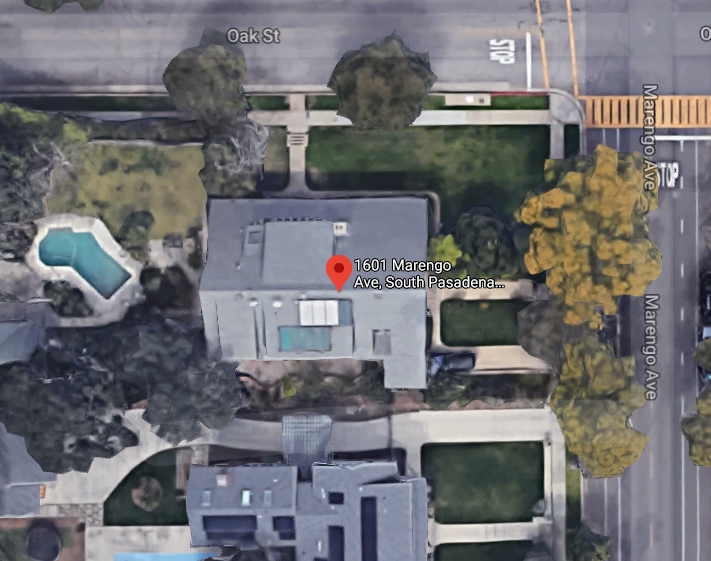 Oak St
O
STOP
Marengo Ave
STOP
1601 Marengo
Ave, South Pasadena...
Marengo Ave